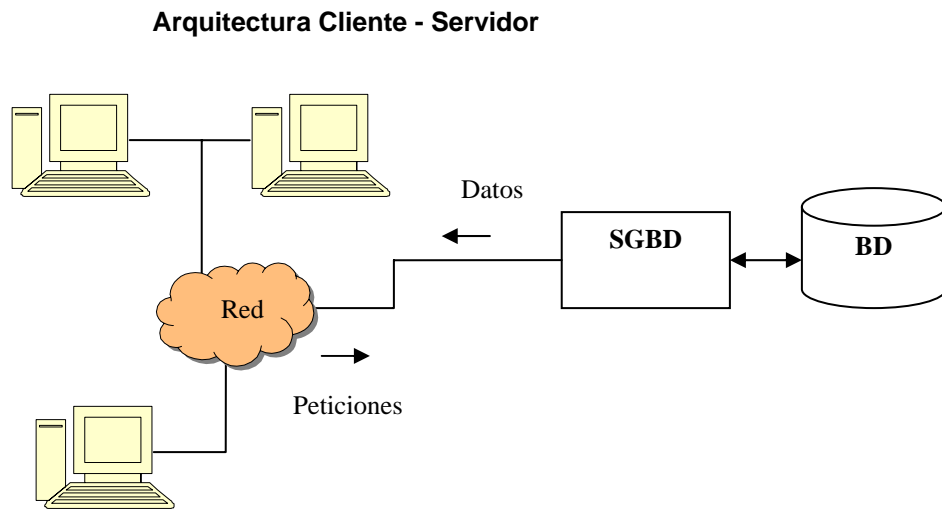 Arquitectura Cliente - Servidor
Datos
SGBD
BD
Red
Peticiones